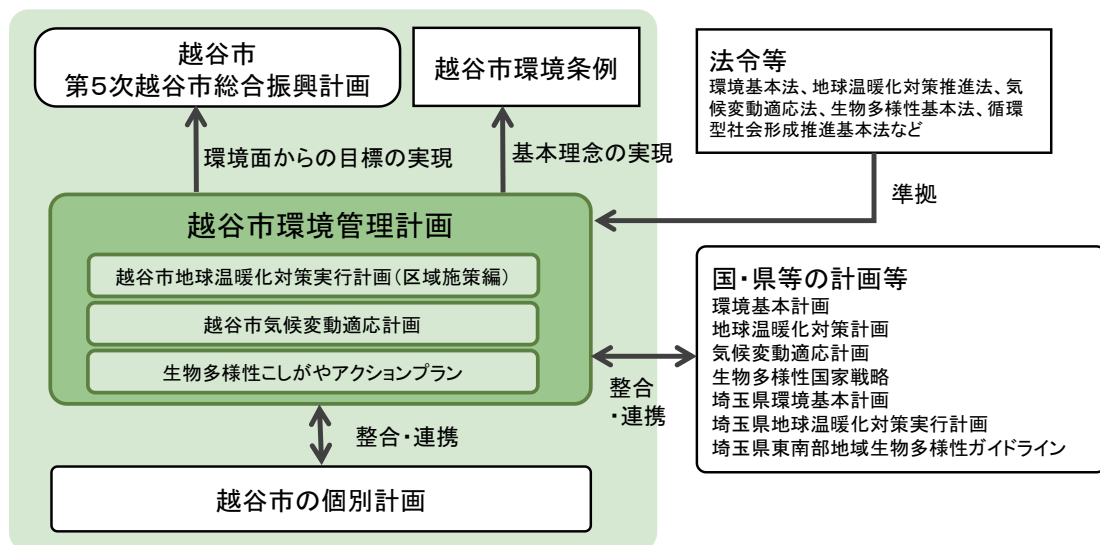 越谷市
第5次越谷市総合振興計画
越谷市環境条例
法令等
環境基本法、地球温暖化対策推進法、気
候変動適応法、生物多様性基本法、循環
型社会形成推進基本法など
環境面からの目標の実現
基本理念の実現
準拠
越谷市環境管理計画
越谷市地球温暖化対策実行計画(区域施策編)
越谷市気候変動適応計画
生物多様性こしがやアクションプラン
国・県等の計画等
環境基本計画
地球温暖化対策計画
気候変動適応計画
生物多様性国家戦略
埼玉県環境基本計画
埼玉県地球温暖化対策実行計画
埼玉県東南部地域生物多様性ガイドライン
整合
・連携
整合・連携
越谷市の個別計画